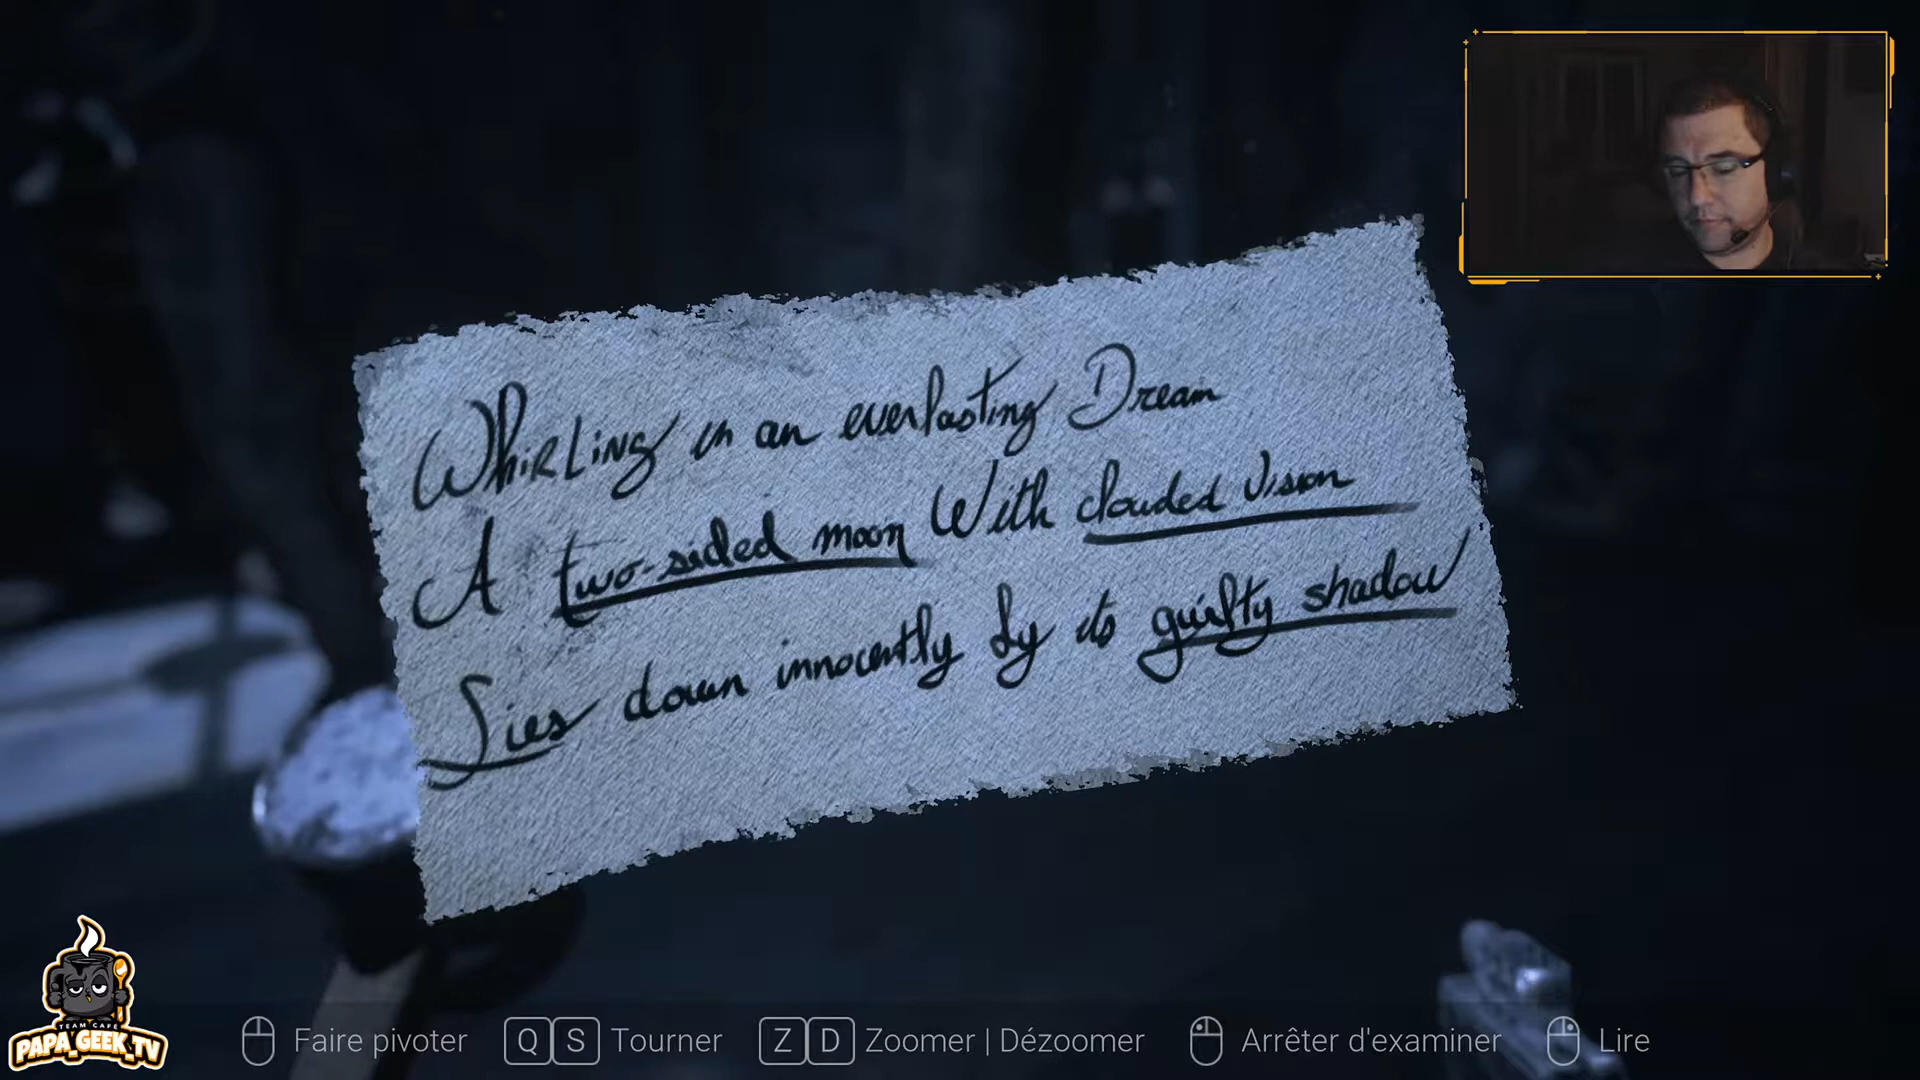 Whirling in an everlasting Dream
A two-sided moon With clouded Vision
Lies down innocently by its guilty shadow
TEAM CAFÉ
PAPA_GEEK_TV
Faire pivoter
Q S Tourner
Z D Zoomer | Dézoomer
Arrêter d'examiner
Lire